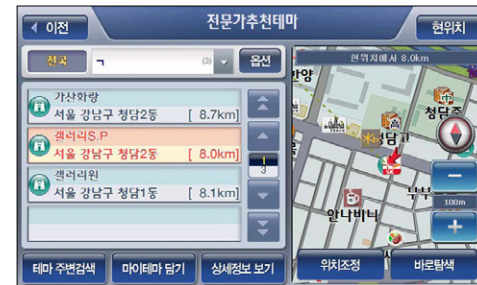 이전
전문가추천테마
현위치
전국
ㄱ
(3)
옵션
가산화랑
서울 강남구 청담2동 [ 8.7km]
갤러리S.P
서울 강남구 청담2동 [ 8.0km]
갤러리원
서울 강남구 청담1동 [ 8.1km]
1
3
테마 주변검색
마이테마 담기
상세정보 보기
현위치에서 8.0km
안나비니
100m
위치조정
바로탐색